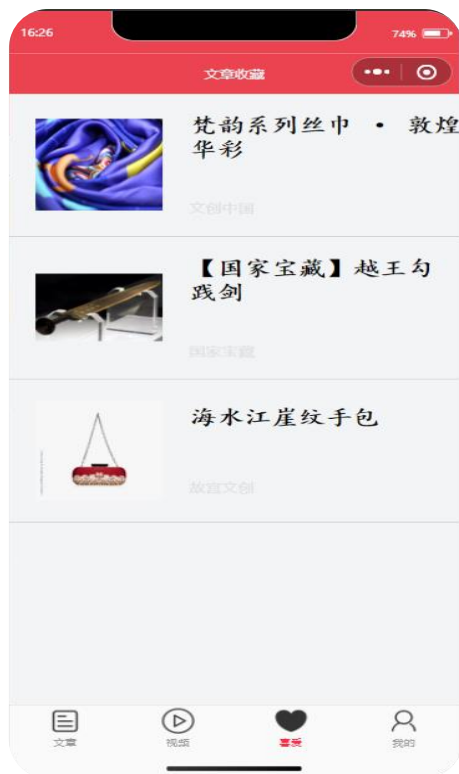 16:26
74%
文章收藏
梵韵系列丝巾 · 敦煌
华彩
文创中国
【国家宝藏】越王勾
践剑
国家宝藏
海水江崖纹手包
故宫文创
文章
视频
喜爱
我的